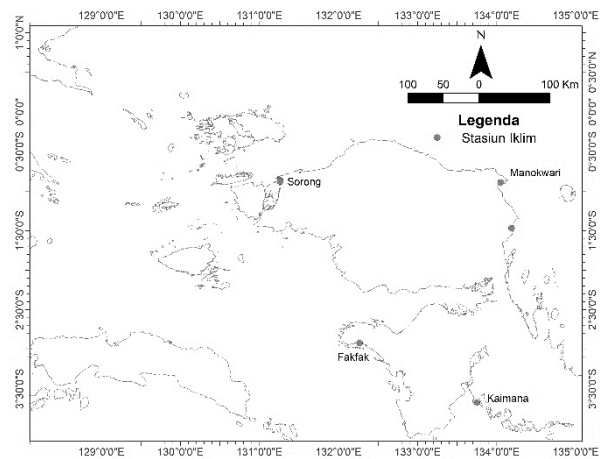 129°0'0"E 130°0'0"E 131°0'0"E 132°0'0"E 133°0'0"E 134°0'0"E 135°0'0"E
1°0'0"N
0°0'0"
0°30'0"S
1°30'0"S
2°30'0"S
3°30'0"S
N
100 50 0 100 Km
Legenda
Stasiun Iklim
Manokwari
Sorong
Fakfak
Kaimana
0°30'0"N
0°0'0"
0°30'0"S
1°30'0"S
2°30'0"S
3°30'0"S
129°0'0"E 130°0'0"E 131°0'0"E 132°0'0"E 133°0'0"E 134°0'0"E 135°0'0"E